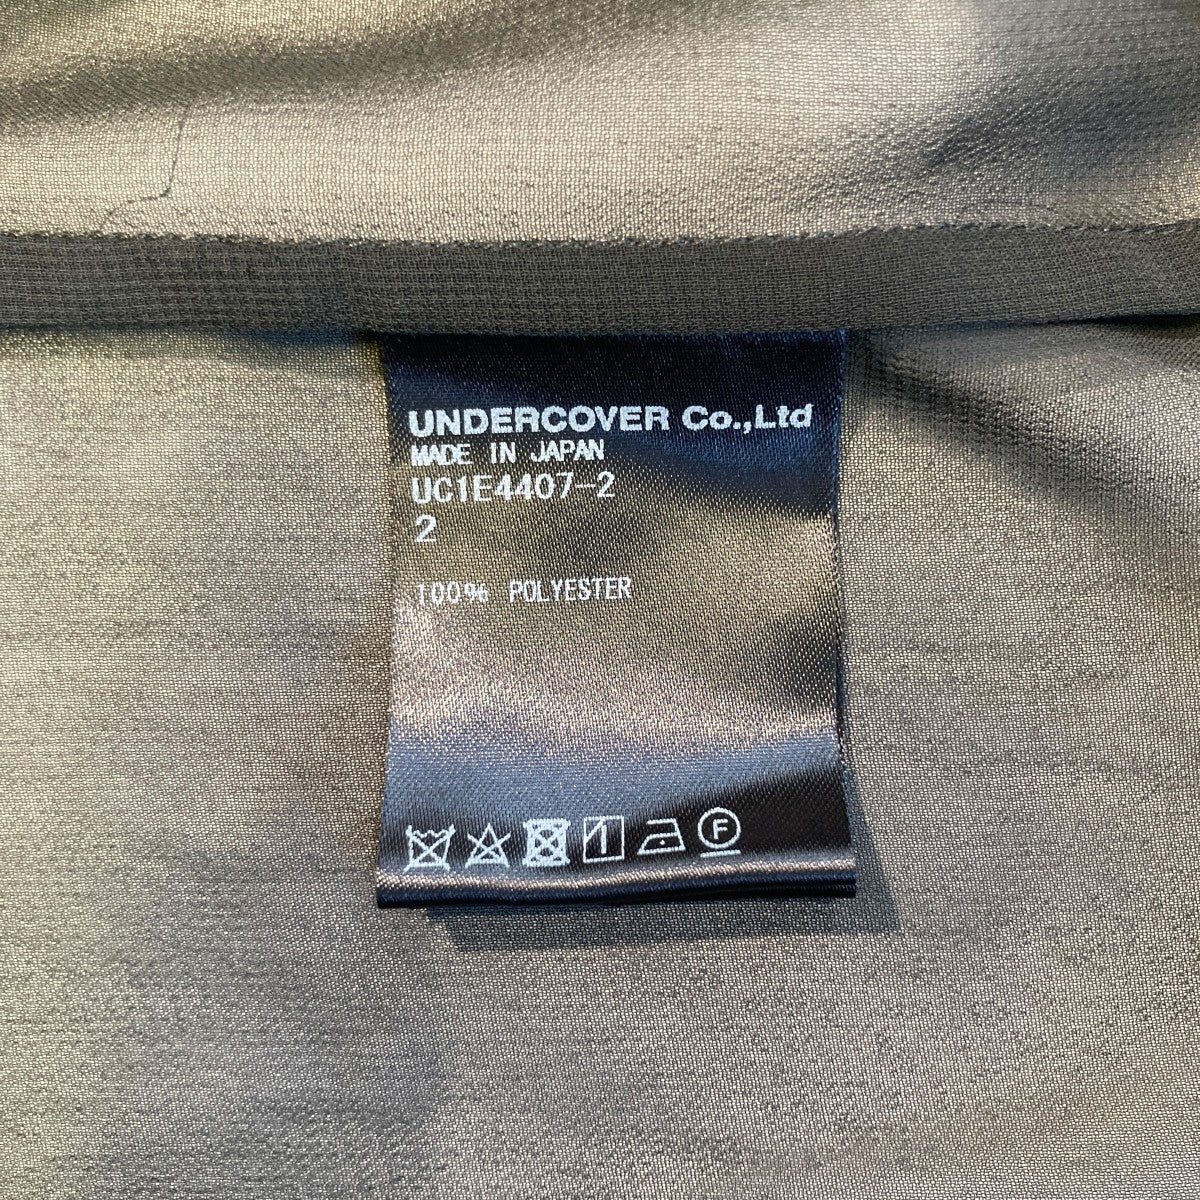 UNDERCOVER Co.,Ltd
MADE IN JAPAN
UC1E4407-2
2
100% POLYESTER
F